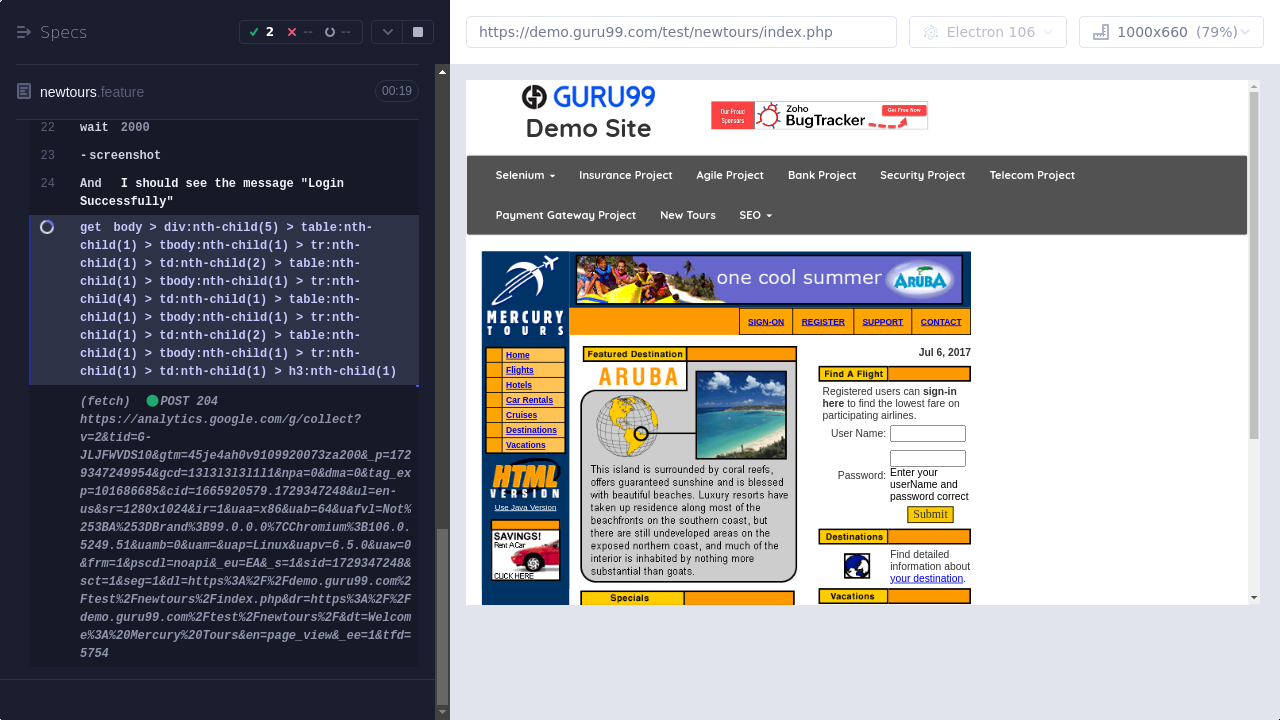 Specs
2
--
--
newtours.feature
00:19
22 wait 2000
23 -screenshot
24 And I should see the message "Login
Successfully"
get body > div:nth-child(5) > table:nth-
child(1) > tbody:nth-child(1) > tr:nth-
child(1) > td:nth-child(2) > table:nth-
child(1) > tbody:nth-child(1) > tr:nth-
child(4) > td:nth-child(1) > table:nth-
child(1) > tbody:nth-child(1) > tr:nth-
child(1) > td:nth-child(2) > table:nth-
child(1) > tbody:nth-child(1) > tr:nth-
child(1) > td:nth-child(1) > h3:nth-child(1)
(fetch) POST 204
https://analytics.google.com/g/collect?
v=2&tid=G-
JLJFWVDS10&gtm=45je4ah0v9109920073za200&_p=172
9347249954&gcd=13l3l3l3l1l1&npa=0&dma=0&tag_ex
p=101686685&cid=1665920579.1729347248&ul=en-
us&sr=1280x1024&ir=1&uaa=x86&uab=64&uafvl=Not%
253BA%253DBrand%3B99.0.0.0%7CChromium%3B106.0.
5249.51&uamb=0&uam=&uap=Linux&uapv=6.5.0&uaw=0
&frm=1&pscdl=noapi&_eu=EA&_s=1&sid=1729347248&
sct=1&seg=1&dl=https%3A%2F%2Fdemo.guru99.com%2
Ftest%2Fnewtours%2Findex.php&dr=https%3A%2F%2F
demo.guru99.com%2Ftest%2Fnewtours%2F&dt=Welcom
e%3A%20Mercury%20Tours&en=page_view&_ee=1&tfd=
5754
https://demo.guru99.com/test/newtours/index.php
Electron 106
1000x660 (79%)
GURU99
Demo Site
Our Proud
Sponsors
Zoho
BugTracker
Get Free Now
Selenium
Insurance Project
Agile Project
Bank Project
Security Project
Telecom Project
Payment Gateway Project
New Tours
SEO
MERCURY
TOURS
one cool summer
ARUBA
SIGN-ON
REGISTER
SUPPORT
CONTACT
Home
Flights
Hotels
Car Rentals
Cruises
Destinations
Vacations
HTML
VERSION
Use Java Version
SAVINGS!
Rent A Car
CLICK HERE
Featured Destination
ARUBA
This island is surrounded by coral reefs,
offers guaranteed sunshine and is blessed
with beautiful beaches. Luxury resorts have
taken up residence along most of the
beachfronts on the southern coast, but
there are still undeveloped areas on the
exposed northern coast, and much of the
interior is inhabited by nothing more
substantial than goats.
Specials
Jul 6, 2017
Find A Flight
Registered users can sign-in
here to find the lowest fare on
participating airlines.
User Name:
Password:
Enter your
userName and
password correct
Submit
Destinations
Find detailed
information about
your destination.
Vacations